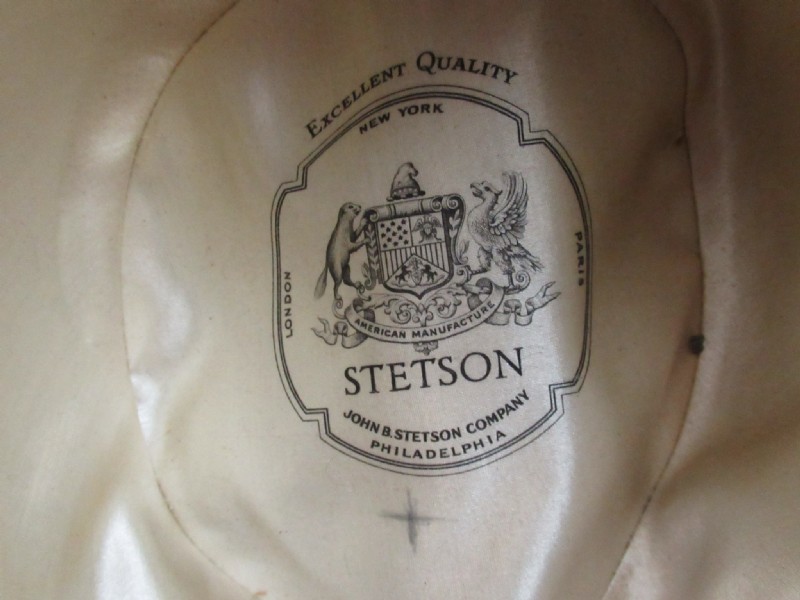 EXCELLENT QUALITY
NEW YORK
LONDON
PARIS
AMERICAN MANUFACTURE
STETSON
JOHN B. STETSON COMPANY
PHILADELPHIA